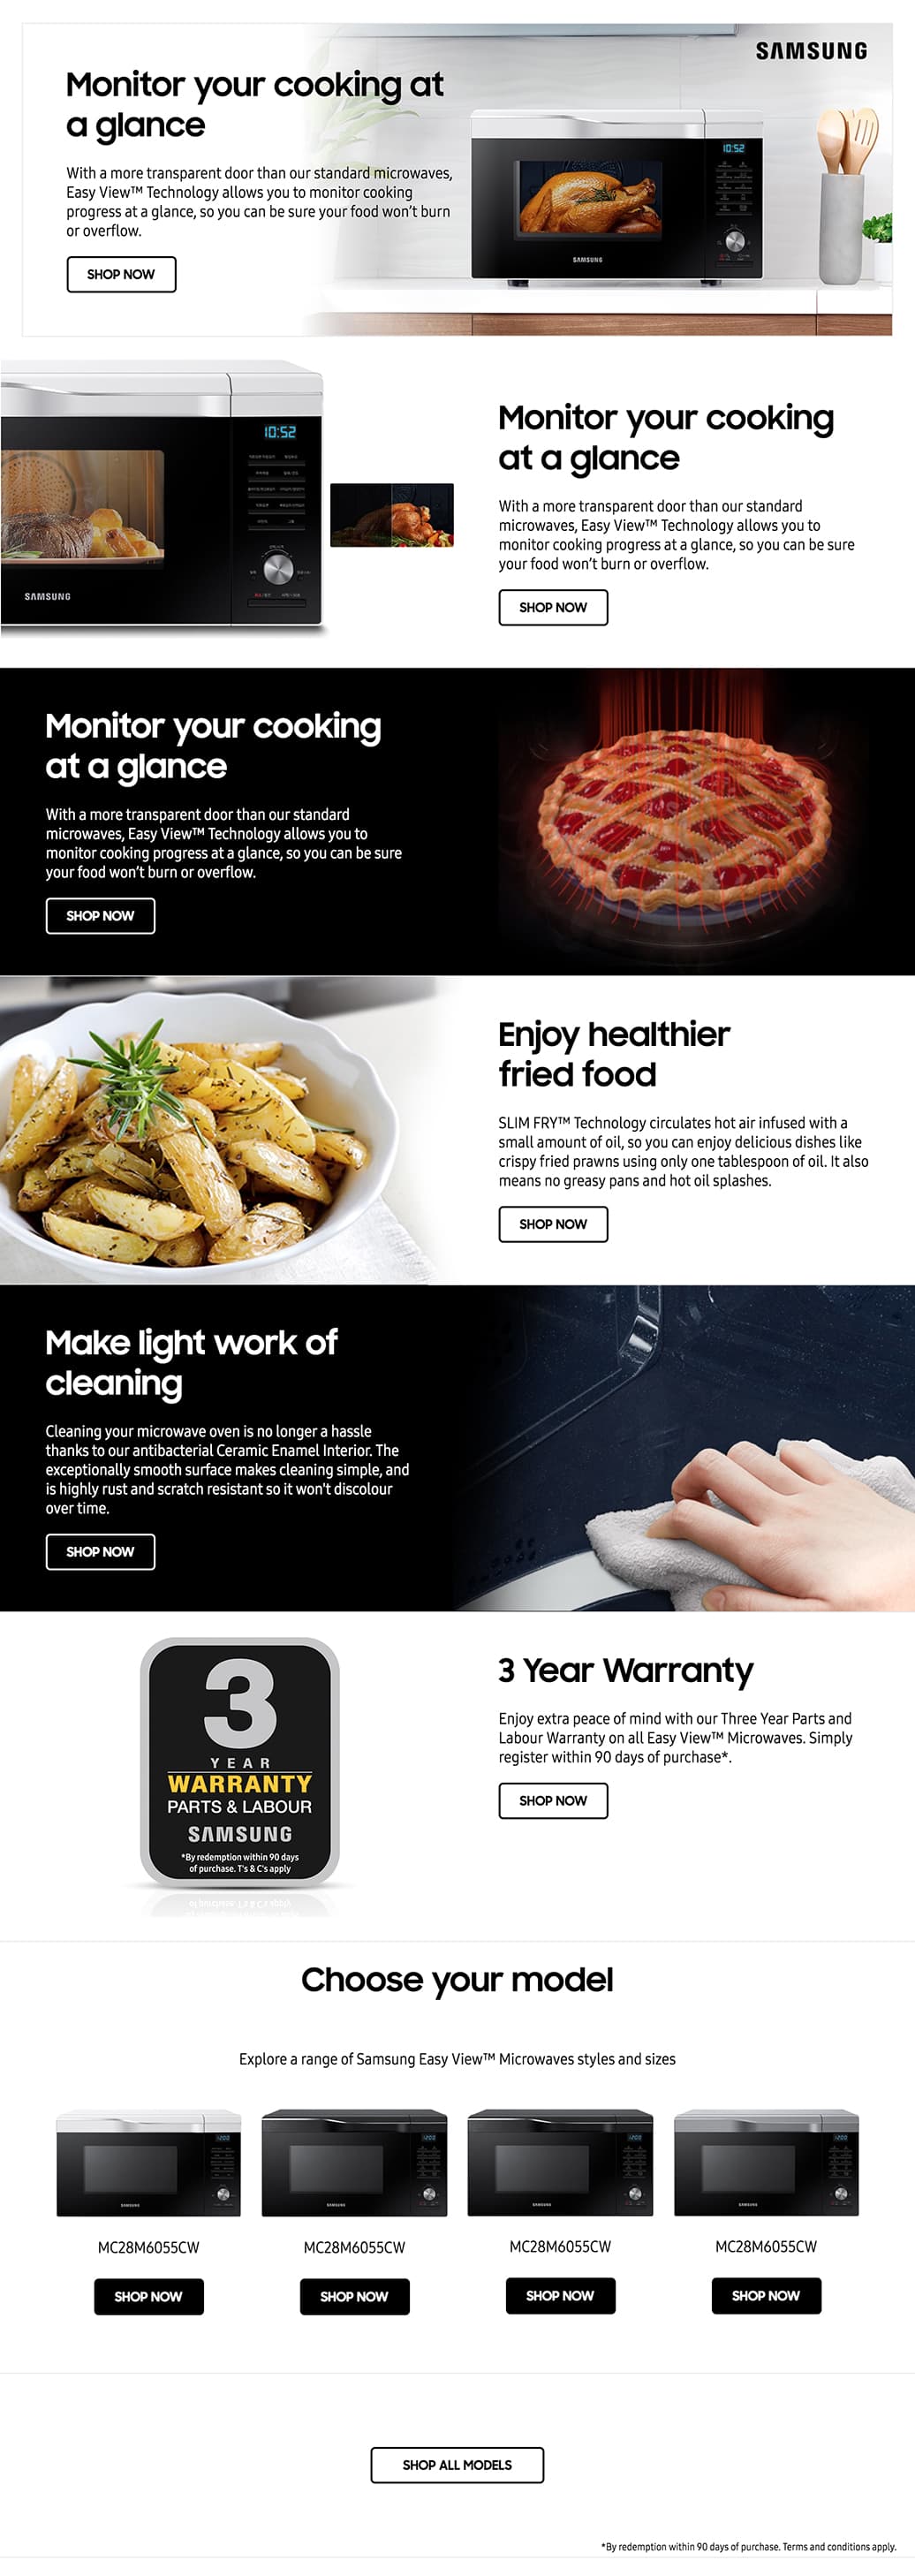 SAMSUNG
Monitor your cooking at
a glance
With a more transparent door than our standard microwaves,
Easy View™ Technology allows you to monitor cooking
progress at a glance, so you can be sure your food won't burn
or overflow.
SHOP NOW
10:52
SAMSUNG
10:52
SAMSUNG
Monitor your cooking
at a glance
With a more transparent door than our standard
microwaves, Easy View™ Technology allows you to
monitor cooking progress at a glance, so you can be sure
your food won't burn or overflow.
SHOP NOW
Monitor your cooking
at a glance
With a more transparent door than our standard
microwaves, Easy View™ Technology allows you to
monitor cooking progress at a glance, so you can be sure
your food won't burn or overflow.
SHOP NOW
Enjoy healthier
fried food
SLIM FRY™ Technology circulates hot air infused with a
small amount of oil, so you can enjoy delicious dishes like
crispy fried prawns using only one tablespoon of oil. It also
means no greasy pans and hot oil splashes.
SHOP NOW
Make light work of
cleaning
Cleaning your microwave oven is no longer a hassle
thanks to our antibacterial Ceramic Enamel Interior. The
exceptionally smooth surface makes cleaning simple, and
is highly rust and scratch resistant so it won't discolour
over time.
SHOP NOW
3
YEAR
WARRANTY
PARTS & LABOUR
SAMSUNG
*By redemption within 90 days
of purchase. T's & C's apply
3 Year Warranty
Enjoy extra peace of mind with our Three Year Parts and
Labour Warranty on all Easy View™ Microwaves. Simply
register within 90 days of purchase*.
SHOP NOW
Choose your model
Explore a range of Samsung Easy View™ Microwaves styles and sizes
SAMSUNG SAMSUNG SAMSUNG SAMSUNG
MC28M6055CW MC28M6055CW MC28M6055CW MC28M6055CW
SHOP NOW SHOP NOW SHOP NOW SHOP NOW
SHOP ALL MODELS
*By redemption within 90 days of purchase. Terms and conditions apply.